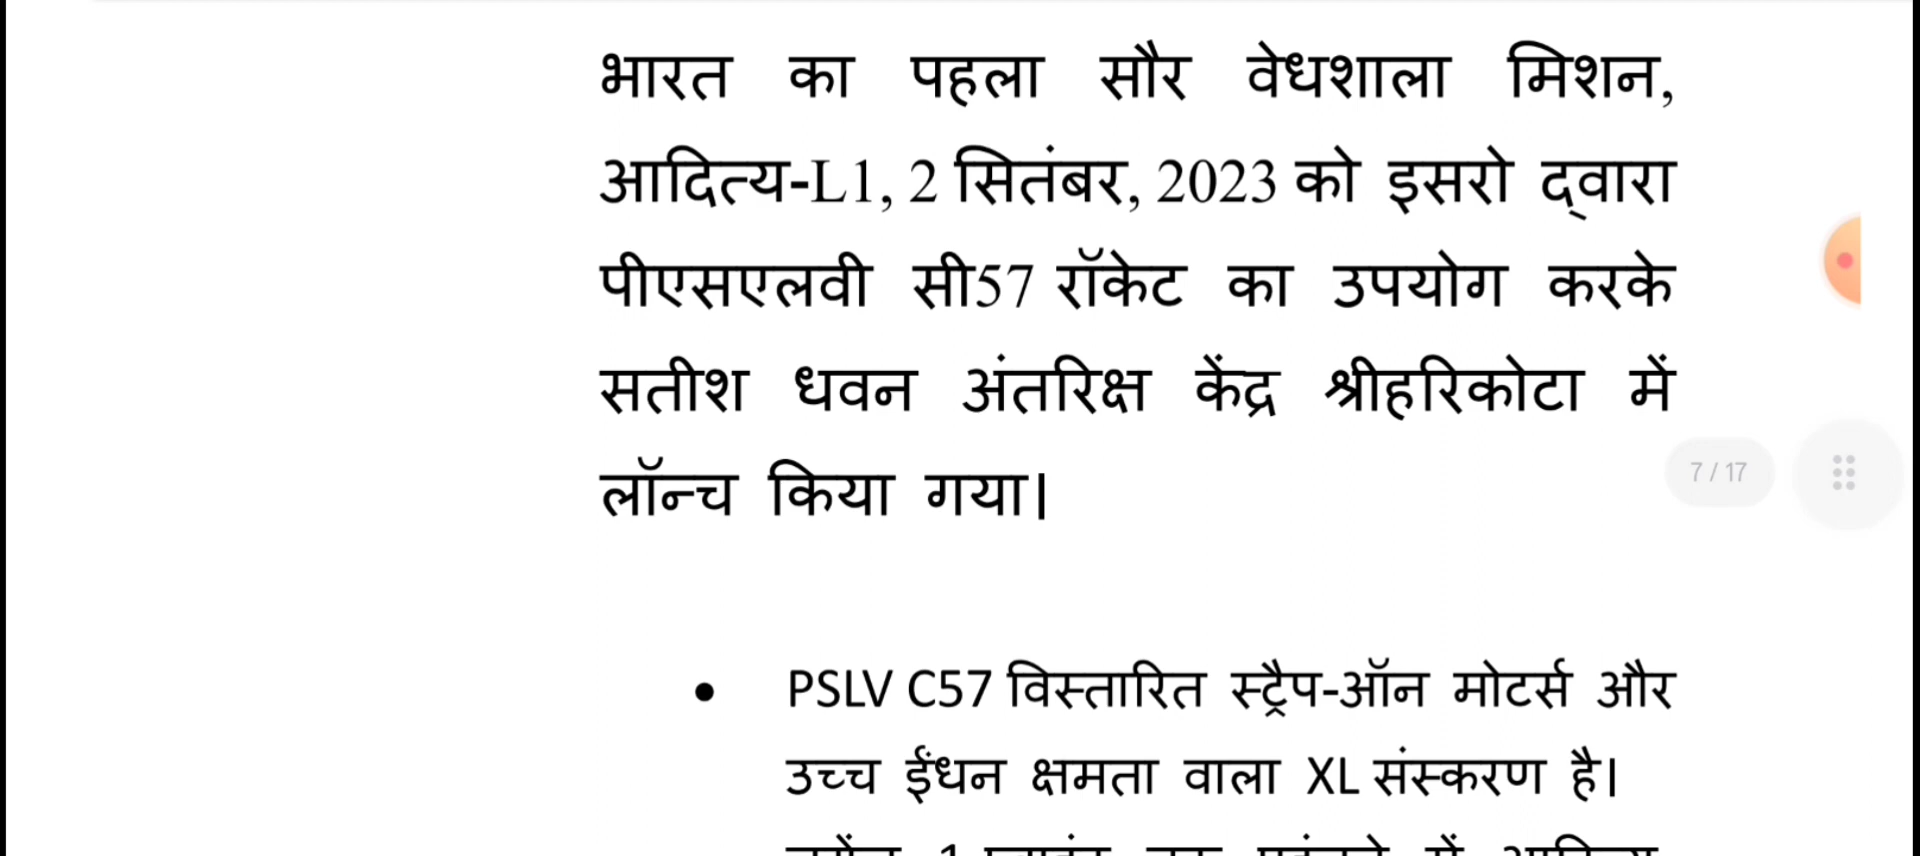 भारत का पहला सौर वेधशाला मिशन,
आदित्य-L1, 2 सितंबर, 2023 को इसरो द्वारा
पीएसएलवी सी57 रॉकेट का उपयोग करके
सतीश धवन अंतरिक्ष केंद्र श्रीहरिकोटा में
लॉन्च किया गया|
7 / 17
• PSLV C57 विस्तारित स्ट्रैप-ऑन मोटर्स और
उच्च ईंधन क्षमता वाला XL संस्करण है|